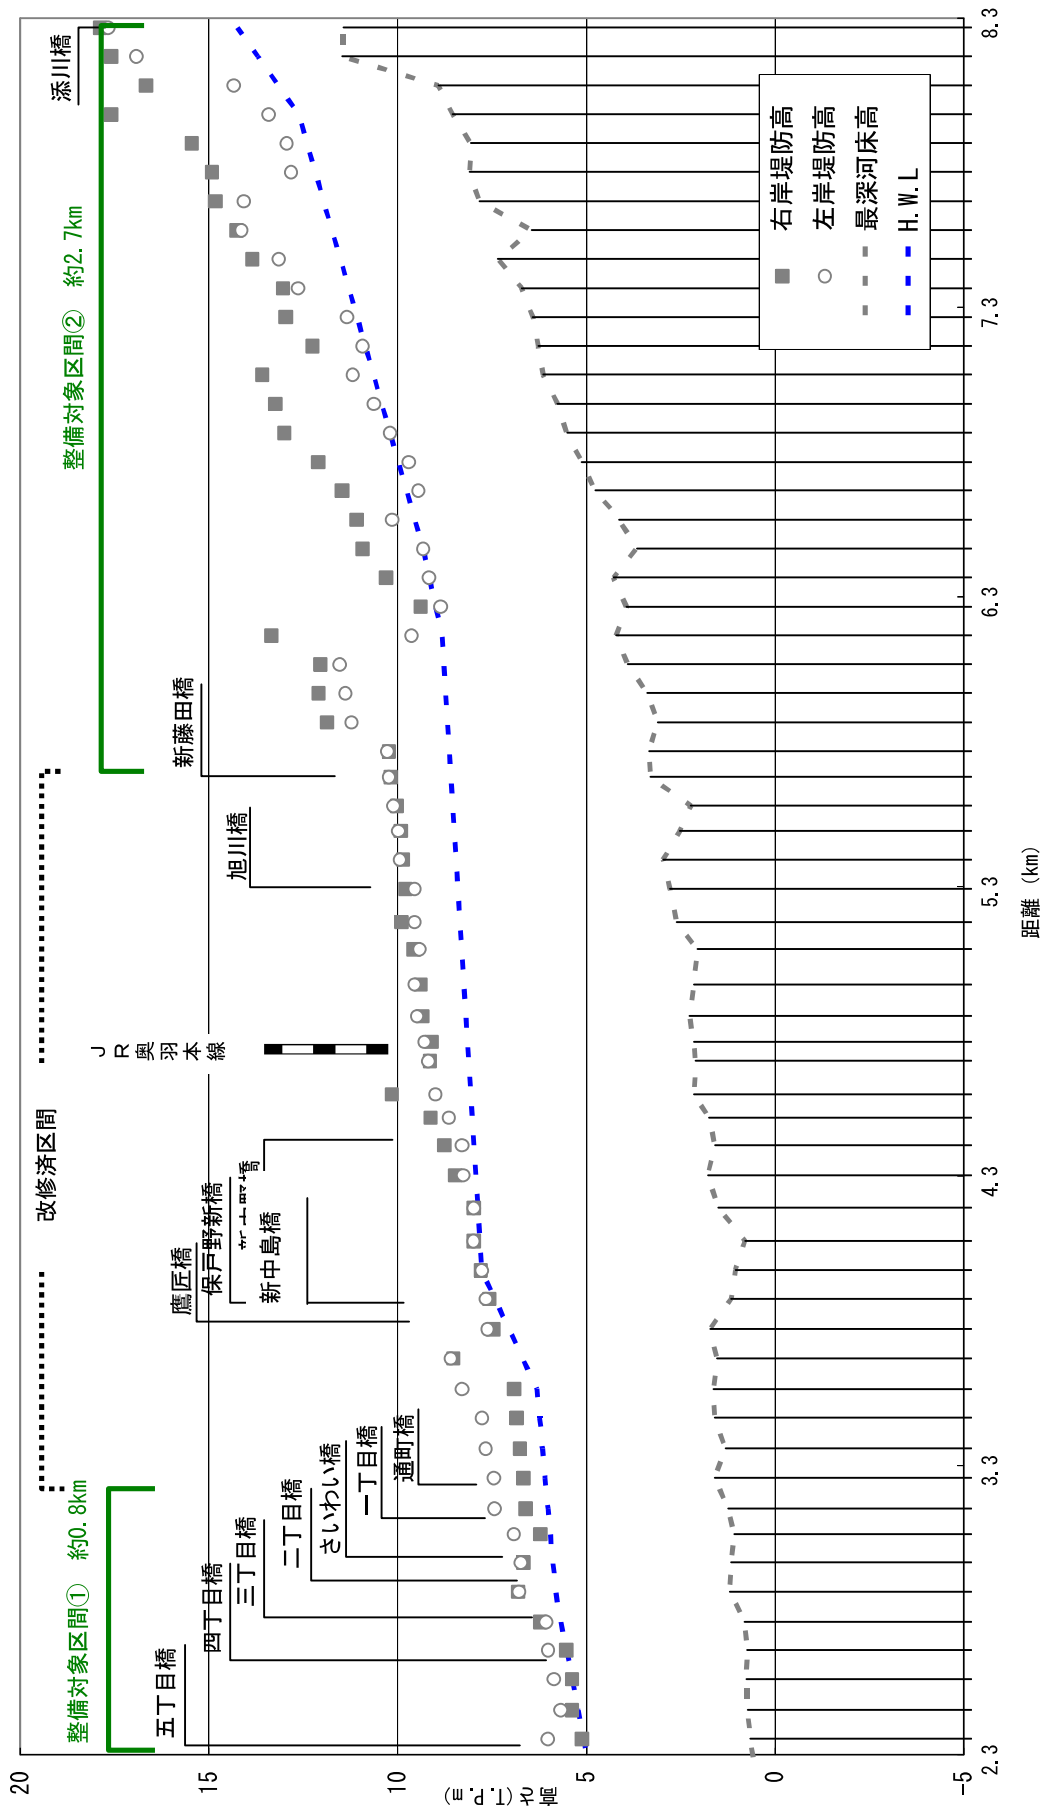 整備対象区間① 約0.8km
改修済区間
整備対象区間② 約2.7km
五丁目橋
四丁目橋
三丁目橋
二丁目橋
さいわい橋
一丁目橋
通町橋
鷹匠橋
保戸野新橋
新中島橋
JR奥羽本線
旭川橋
新藤田橋
添川橋
右岸堤防高
左岸堤防高
最深河床高
H.W.L
20
15
10
5
0
-5
高さ(T.P.m)
2.3
3.3
4.3
5.3
6.3
7.3
8.3
距離 (km)